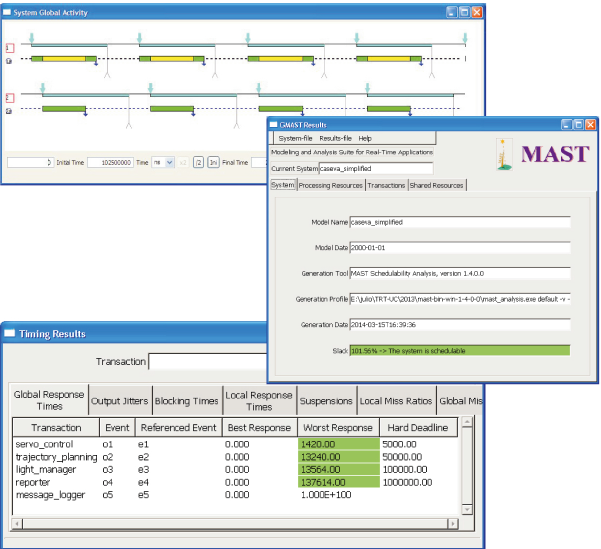 System Global Activity
1
2
0 Initial Time 102500000 Time ms x2 /2 Ini Final Time
GMAST Results
System-file Results-file Help
Modeling and Analysis Suite for Real-Time Applications
Current System caseva_simplified
MAST
System Processing Resources Transactions Shared Resources
Model Name caseva_simplified
Model Date 2000-01-01
Generation Tool MAST Schedulability Analysis, version 1.4.0.0
Generation Profile E:\julio\TRT-UC\2013\mast-bin-win-1-4-0-0\mast_analysis.exe default -v -
Generation Date 2014-03-15T16:39:36
Slack 101.56% -> The system is schedulable
Timing Results
Transaction
Global Response Times Output Jitters Blocking Times Local Response Times Suspensions Local Miss Ratios Global Mis
Transaction Event Referenced Event Best Response Worst Response Hard Deadline
servo_control o1 e1 0.000 1420.00 5000.00
trajectory_planning o2 e2 0.000 13240.00 50000.00
light_manager o3 e3 0.000 13564.00 100000.00
reporter o4 e4 0.000 137614.00 1000000.00
message_logger o5 e5 0.000 1.000E+100